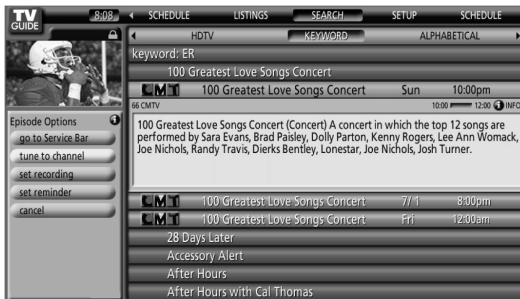 TV GUIDE
8:08
SCHEDULE LISTINGS SEARCH SETUP SCHEDULE
HDTV KEYWORD ALPHABETICAL
keyword: ER
100 Greatest Love Songs Concert
CMT 100 Greatest Love Songs Concert Sun 10:00pm
66 CMTV 10:00 12:00 i INFO
100 Greatest Love Songs Concert (Concert) A concert in which the top 12 songs are
performed by Sara Evans, Brad Paisley, Dolly Parton, Kenny Rogers, Lee Ann Womack,
Joe Nichols, Randy Travis, Dierks Bentley, Lonestar, Joe Nichols, Josh Turner.
Episode Options i
go to Service Bar
tune to channel
set recording
set reminder
cancel
CMT 100 Greatest Love Songs Concert 7/ 1 8:00pm
CMT 100 Greatest Love Songs Concert Fri 12:00am
28 Days Later
Accessory Alert
After Hours
After Hours with Cal Thomas